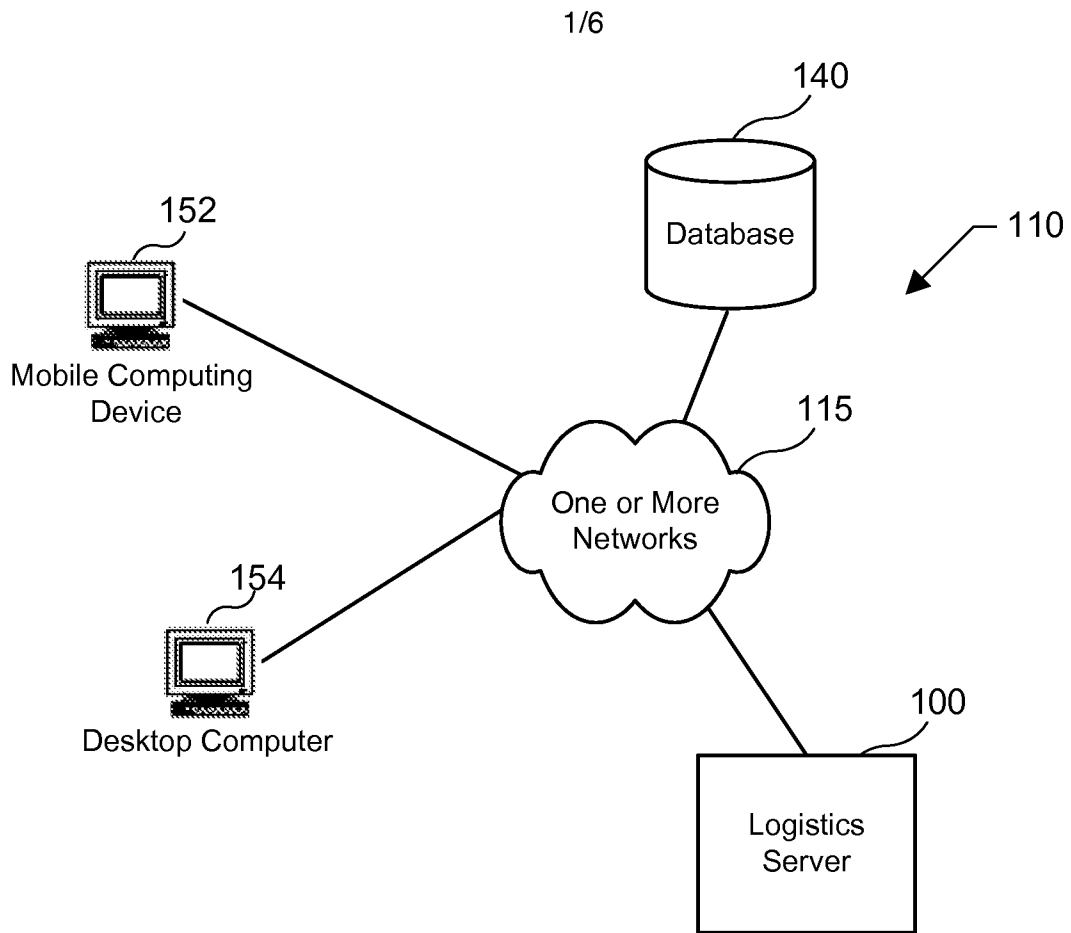 1/6
140
Database
110
152
Mobile Computing
Device
115
One or More
Networks
154
Desktop Computer
100
Logistics
Server